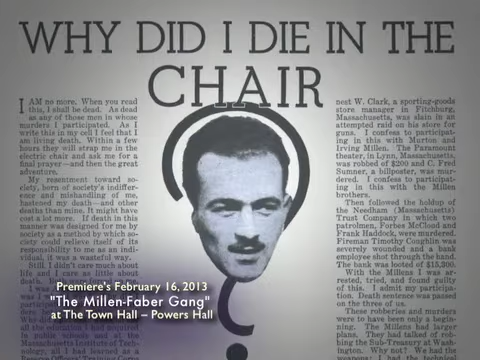 WHY DID I DIE IN THE
CHAIR
I AM no more. When you read
this, I shall be dead. As dead
as any of those men in whose
murders I participated. As I
write this in my cell I feel that I
am living death. Within a few
hours they will strap me in the
electric chair and ask me for a
final prayer—and then the great
adventure.
My resentment toward so-
ciety, born of society's indiffer-
ence and mishandling of me,
hastened my death—and other
deaths than mine. It might have
cost a lot more. If death in this
manner was designed for me by
society as a method by which so-
ciety could relieve itself of its
responsibility to me as an indi-
vidual, it was a wasteful way.
Still, I didn't care much about
life and I care as little about
nest W. Clark, a sporting-goods
store manager in Fitchburg,
Massachusetts, was slain in an
attempted raid on his store for
guns. I confess to participat-
ing in this with Murton and
Irving Millen. The Paramount
theater, in Lynn, Massachusetts,
was robbed of $200 and C. Fred
Sumner, a billposter, was mur-
dered. I confess to participat-
ing in this with the Millen
brothers.
Then followed the holdup of
the Needham (Massachusetts)
Trust Company in which two
patrolmen, Forbes McCleod and
Frank Haddock, were murdered.
Fireman Timothy Coughlin was
severely wounded and a bank
employee shot through the hand.
The bank was looted of $15,300.
With the Millens I was ar-
rested, tried, and found guilty
of this. I admit my participa-
tion. Death sentence was passed
on the three of us.
These robberies and murders
were to have been only a begin-
ning. The Millens had larger
plans. They had talked of rob-
bing the Sub-Treasury at Wash-
ington. Why not? We had the
Premiere's February 16, 2013
"The Millen-Faber Gang"
at The Town Hall – Powers Hall